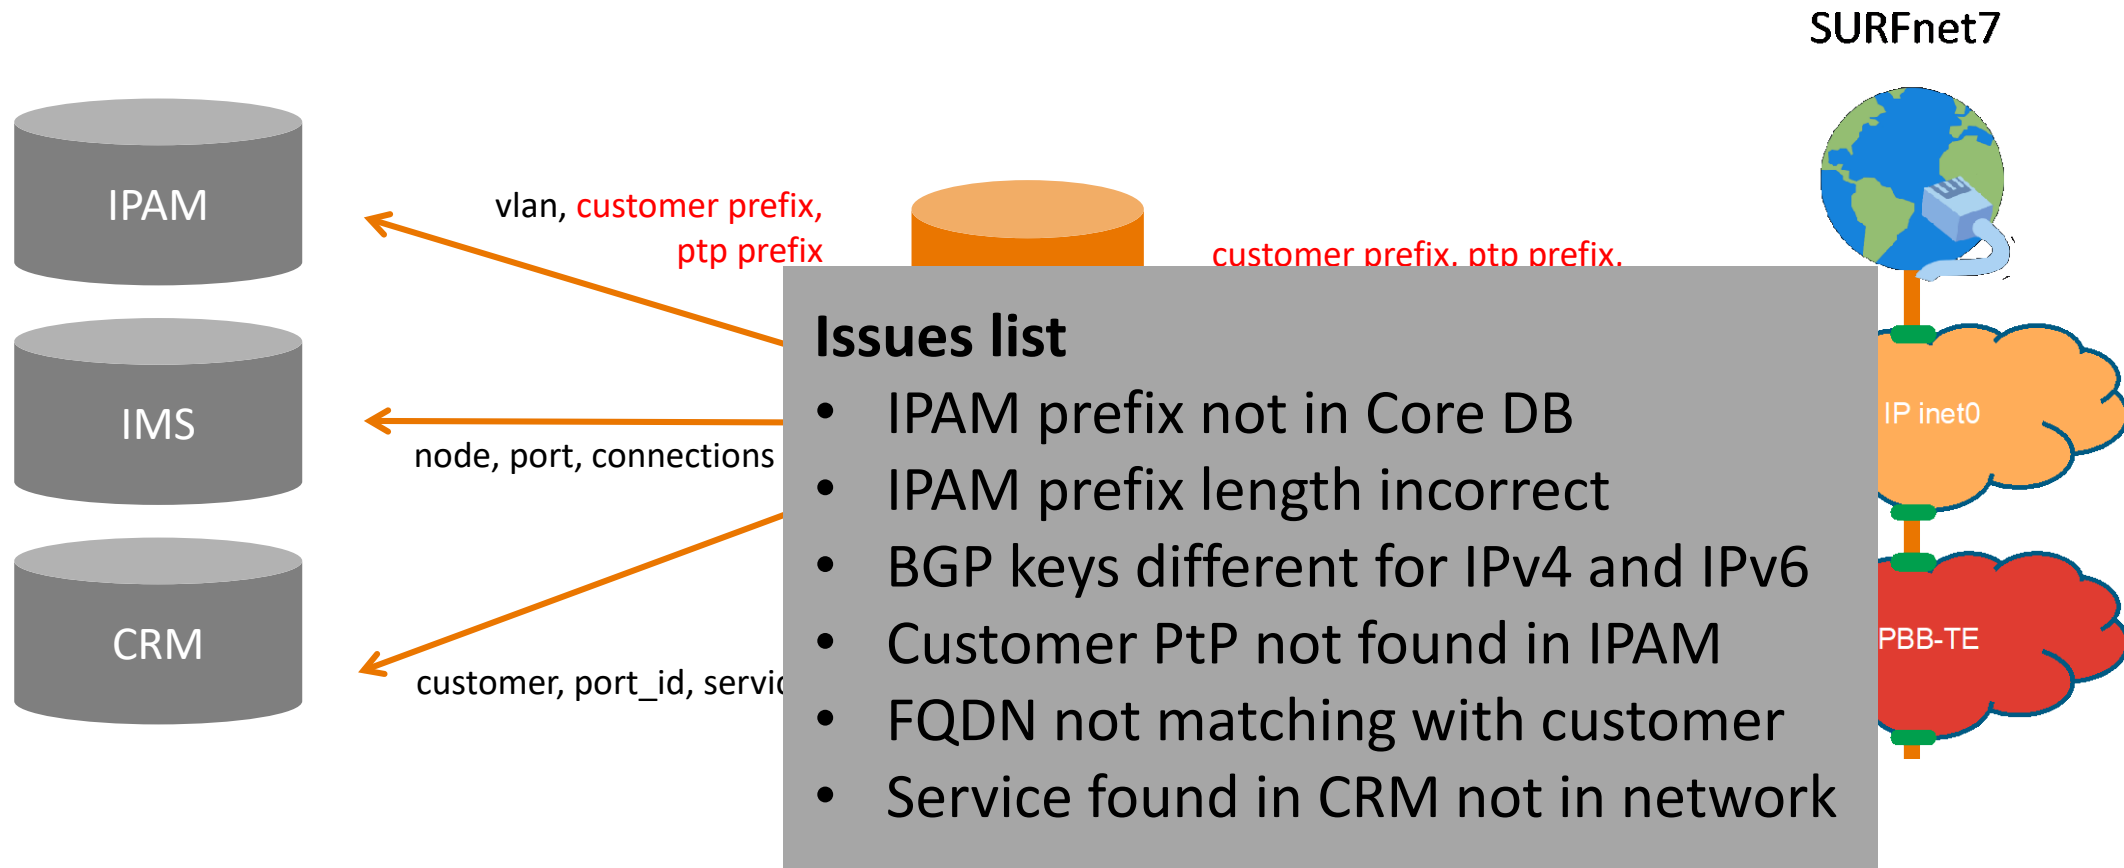 SURFnet7
IPAM
vlan, customer prefix,
ptp prefix
customer prefix, ptp prefix,
IMS
node, port, connections
CRM
customer, port_id,
Issues list
• IPAM prefix not in Core DB
• IPAM prefix length incorrect
• BGP keys different for IPv4 and IPv6
• Customer PtP not found in IPAM
• FQDN not matching with customer
• Service found in CRM not in network
IP inet0
PBB-TE